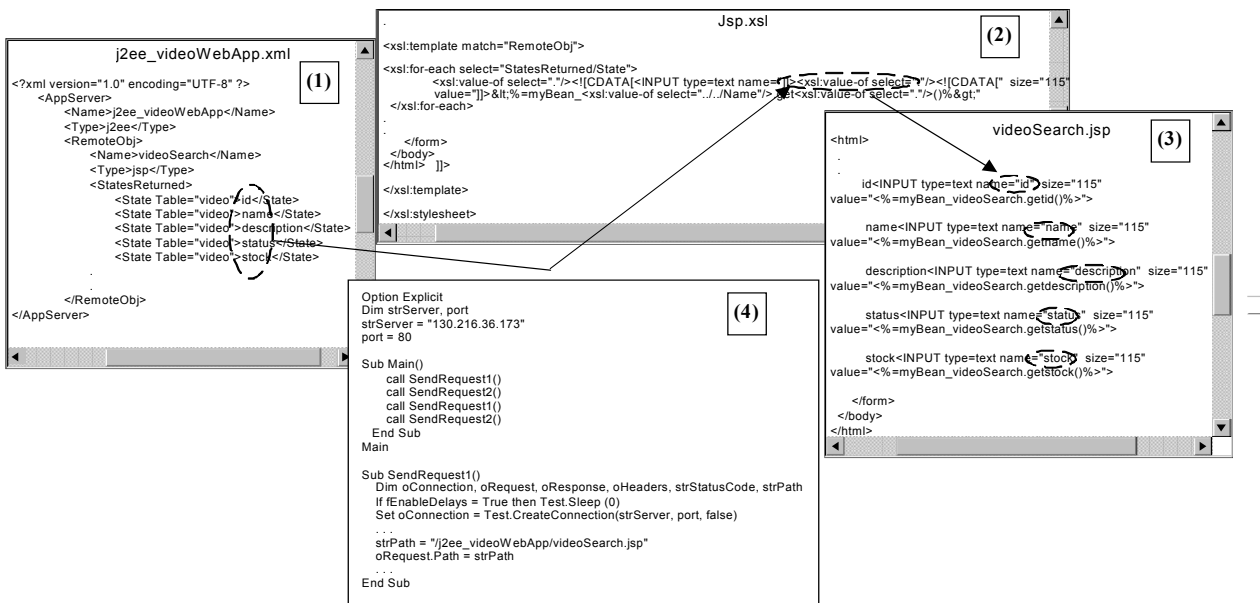 j2ee_videoWebApp.xml
(1)
<?xml version="1.0" encoding="UTF-8" ?>
<AppServer>
<Name>j2ee_videoWebApp</Name>
<Type>j2ee</Type>
<RemoteObj>
<Name>videoSearch</Name>
<Type>jsp</Type>
<StatesReturned>
<State Table="video">id</State>
<State Table="video">name</State>
<State Table="video">description</State>
<State Table="video">status</State>
<State Table="video">stock</State>
.
.
</RemoteObj>
</AppServer>
.
Jsp.xsl
(2)
<xsl:template match="RemoteObj">
<xsl:for-each select="StatesReturned/State">
<xsl:value-of select="."/><![CDATA[<INPUT type=text name=]]><xsl:value-of select="."/><![CDATA[" size="115"
value="]]>&lt;%=myBean_<xsl:value-of select="../../Name"/>.get<xsl:value-of select="."/>()%&gt;"
</xsl:for-each>
.
.
</form>
</body>
</html> ]]>
</xsl:template>
</xsl:stylesheet>
videoSearch.jsp
(3)
<html>
.
.
id<INPUT type=text name="id" size="115"
value="<%=myBean_videoSearch.getid()%>">
name<INPUT type=text name="name" size="115"
value="<%=myBean_videoSearch.getname()%>">
description<INPUT type=text name="description" size="115"
value="<%=myBean_videoSearch.getdescription()%>">
status<INPUT type=text name="status" size="115"
value="<%=myBean_videoSearch.getstatus()%>">
stock<INPUT type=text name="stock" size="115"
value="<%=myBean_videoSearch.getstock()%>">
</form>
</body>
</html>
(4)
Option Explicit
Dim strServer, port
strServer = "130.216.36.173"
port = 80
Sub Main()
call SendRequest1()
call SendRequest2()
call SendRequest1()
call SendRequest2()
End Sub
Main
Sub SendRequest1()
Dim oConnection, oRequest, oResponse, oHeaders, strStatusCode, strPath
If fEnableDelays = True then Test.Sleep (0)
Set oConnection = Test.CreateConnection(strServer, port, false)
. . .
strPath = "/j2ee_videoWebApp/videoSearch.jsp"
oRequest.Path = strPath
. . .
End Sub